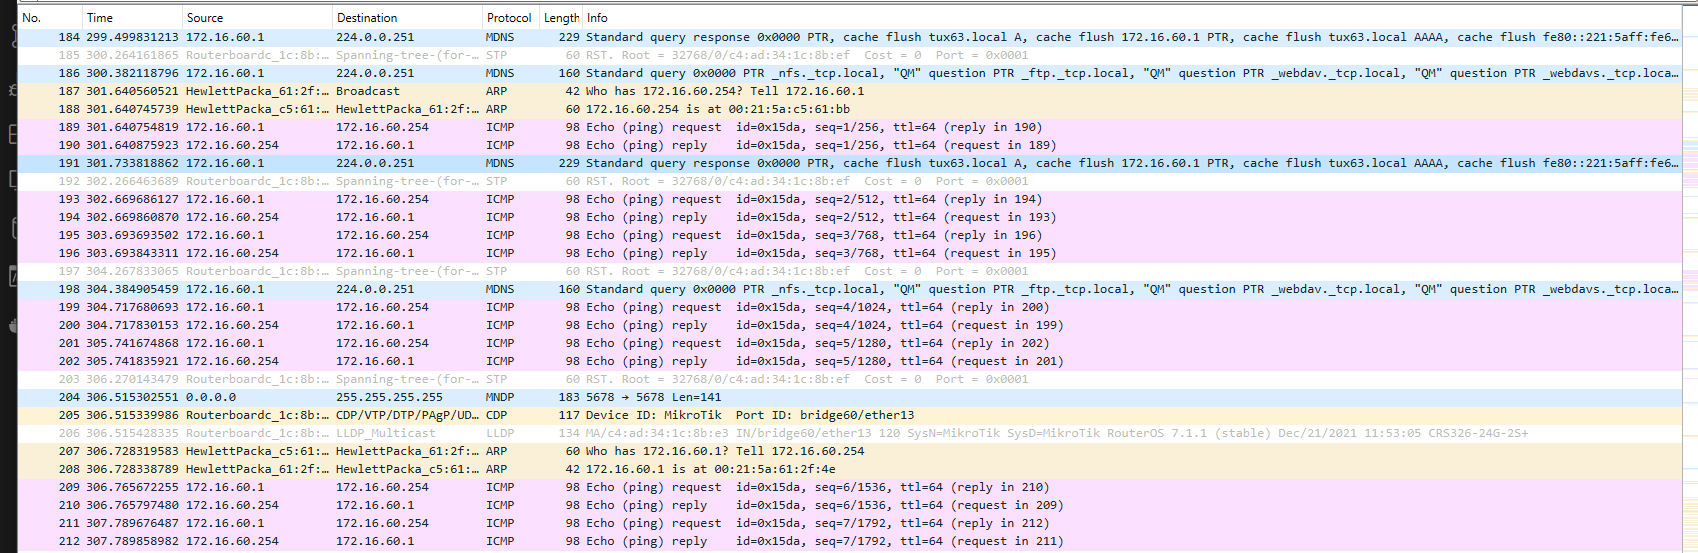 No. Time Source Destination Protocol Length Info
184 299.499831213 172.16.60.1 224.0.0.251 MDNS 229 Standard query response 0x0000 PTR, cache flush tux63.local A, cache flush 172.16.60.1 PTR, cache flush tux63.local AAAA, cache flush fe80::221:5aff:fe6…
185 300.264161865 Routerboardc_1c:8b:… Spanning-tree-(for-… STP 60 RST. Root = 32768/0/c4:ad:34:1c:8b:ef Cost = 0 Port = 0x0001
186 300.382118796 172.16.60.1 224.0.0.251 MDNS 160 Standard query 0x0000 PTR _nfs._tcp.local, "QM" question PTR _ftp._tcp.local, "QM" question PTR _webdav._tcp.local, "QM" question PTR _webdavs._tcp.loca…
187 301.640560521 HewlettPacka_61:2f:… Broadcast ARP 42 Who has 172.16.60.254? Tell 172.16.60.1
188 301.640745739 HewlettPacka_c5:61:… HewlettPacka_61:2f:… ARP 60 172.16.60.254 is at 00:21:5a:c5:61:bb
189 301.640754819 172.16.60.1 172.16.60.254 ICMP 98 Echo (ping) request id=0x15da, seq=1/256, ttl=64 (reply in 190)
190 301.640875923 172.16.60.254 172.16.60.1 ICMP 98 Echo (ping) reply id=0x15da, seq=1/256, ttl=64 (request in 189)
191 301.733818862 172.16.60.1 224.0.0.251 MDNS 229 Standard query response 0x0000 PTR, cache flush tux63.local A, cache flush 172.16.60.1 PTR, cache flush tux63.local AAAA, cache flush fe80::221:5aff:fe6…
192 302.266463689 Routerboardc_1c:8b:… Spanning-tree-(for-… STP 60 RST. Root = 32768/0/c4:ad:34:1c:8b:ef Cost = 0 Port = 0x0001
193 302.669686127 172.16.60.1 172.16.60.254 ICMP 98 Echo (ping) request id=0x15da, seq=2/512, ttl=64 (reply in 194)
194 302.669860870 172.16.60.254 172.16.60.1 ICMP 98 Echo (ping) reply id=0x15da, seq=2/512, ttl=64 (request in 193)
195 303.693693502 172.16.60.1 172.16.60.254 ICMP 98 Echo (ping) request id=0x15da, seq=3/768, ttl=64 (reply in 196)
196 303.693843311 172.16.60.254 172.16.60.1 ICMP 98 Echo (ping) reply id=0x15da, seq=3/768, ttl=64 (request in 195)
197 304.267833065 Routerboardc_1c:8b:… Spanning-tree-(for-… STP 60 RST. Root = 32768/0/c4:ad:34:1c:8b:ef Cost = 0 Port = 0x0001
198 304.384905459 172.16.60.1 224.0.0.251 MDNS 160 Standard query 0x0000 PTR _nfs._tcp.local, "QM" question PTR _ftp._tcp.local, "QM" question PTR _webdav._tcp.local, "QM" question PTR _webdavs._tcp.loca…
199 304.717680693 172.16.60.1 172.16.60.254 ICMP 98 Echo (ping) request id=0x15da, seq=4/1024, ttl=64 (reply in 200)
200 304.717830153 172.16.60.254 172.16.60.1 ICMP 98 Echo (ping) reply id=0x15da, seq=4/1024, ttl=64 (request in 199)
201 305.741674868 172.16.60.1 172.16.60.254 ICMP 98 Echo (ping) request id=0x15da, seq=5/1280, ttl=64 (reply in 202)
202 305.741835921 172.16.60.254 172.16.60.1 ICMP 98 Echo (ping) reply id=0x15da, seq=5/1280, ttl=64 (request in 201)
203 306.270143479 Routerboardc_1c:8b:… Spanning-tree-(for-… STP 60 RST. Root = 32768/0/c4:ad:34:1c:8b:ef Cost = 0 Port = 0x0001
204 306.515302551 0.0.0.0 255.255.255.255 MNDP 183 5678 → 5678 Len=141
205 306.515339986 Routerboardc_1c:8b:… CDP/VTP/DTP/PAgP/UD… CDP 117 Device ID: MikroTik Port ID: bridge60/ether13
206 306.515428335 Routerboardc_1c:8b:… LLDP_Multicast LLDP 134 MA/c4:ad:34:1c:8b:e3 IN/bridge60/ether13 120 SysN=MikroTik SysD=MikroTik RouterOS 7.1.1 (stable) Dec/21/2021 11:53:05 CRS326-24G-2S+
207 306.728319583 HewlettPacka_c5:61:… HewlettPacka_61:2f:… ARP 60 Who has 172.16.60.1? Tell 172.16.60.254
208 306.728338789 HewlettPacka_61:2f:… HewlettPacka_c5:61:… ARP 42 172.16.60.1 is at 00:21:5a:61:2f:4e
209 306.765672255 172.16.60.1 172.16.60.254 ICMP 98 Echo (ping) request id=0x15da, seq=6/1536, ttl=64 (reply in 210)
210 306.765797480 172.16.60.254 172.16.60.1 ICMP 98 Echo (ping) reply id=0x15da, seq=6/1536, ttl=64 (request in 209)
211 307.789676487 172.16.60.1 172.16.60.254 ICMP 98 Echo (ping) request id=0x15da, seq=7/1792, ttl=64 (reply in 212)
212 307.789858982 172.16.60.254 172.16.60.1 ICMP 98 Echo (ping) reply id=0x15da, seq=7/1792, ttl=64 (request in 211)